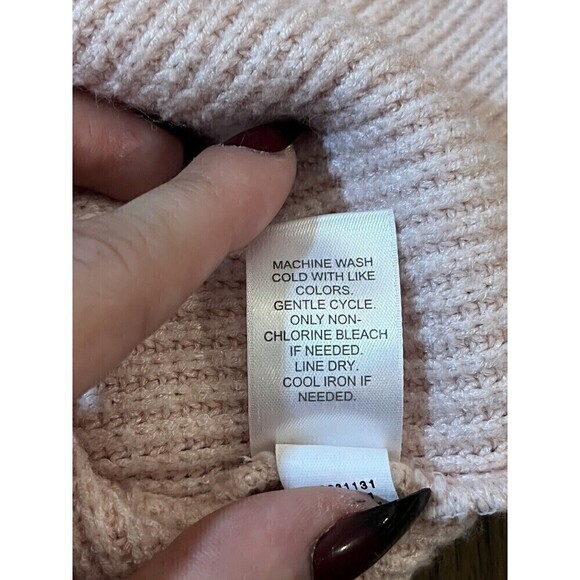 MACHINE WASH
COLD WITH LIKE
COLORS.
GENTLE CYCLE.
ONLY NON-
CHLORINE BLEACH
IF NEEDED.
LINE DRY.
COOL IRON IF
NEEDED.